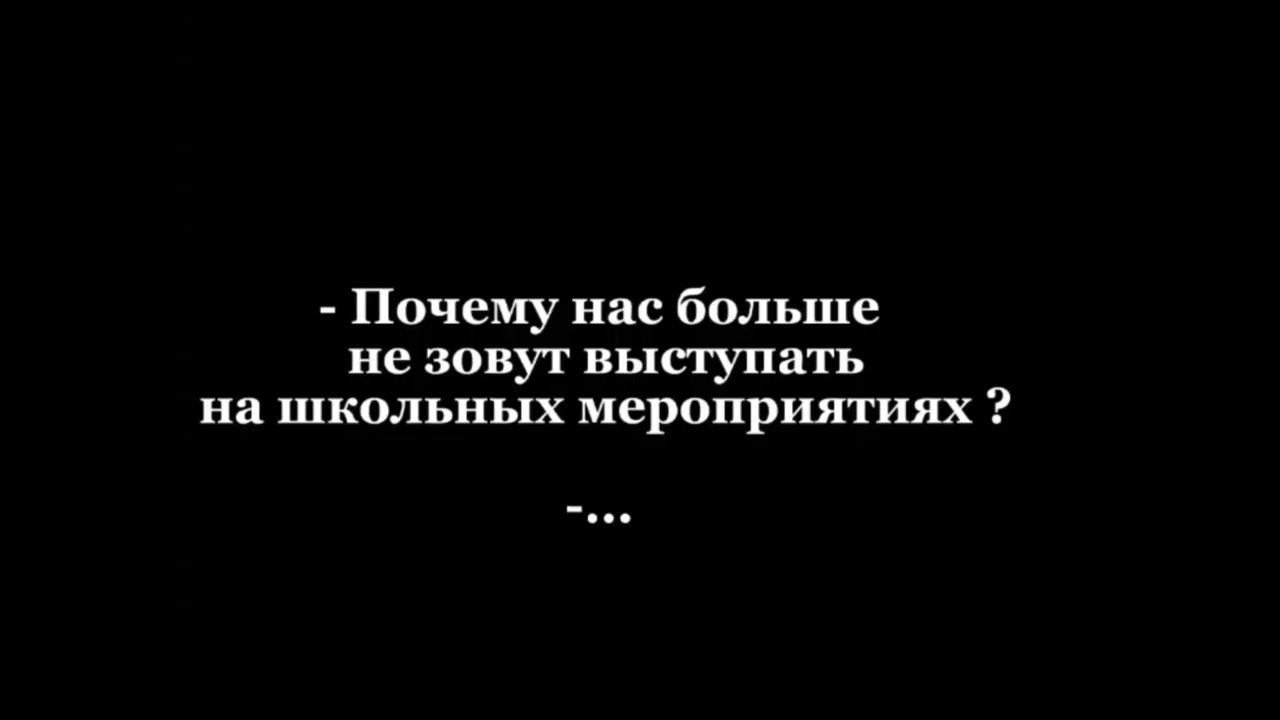 - Почему нас больше
не зовут выступать
на школьных мероприятиях ?
-...